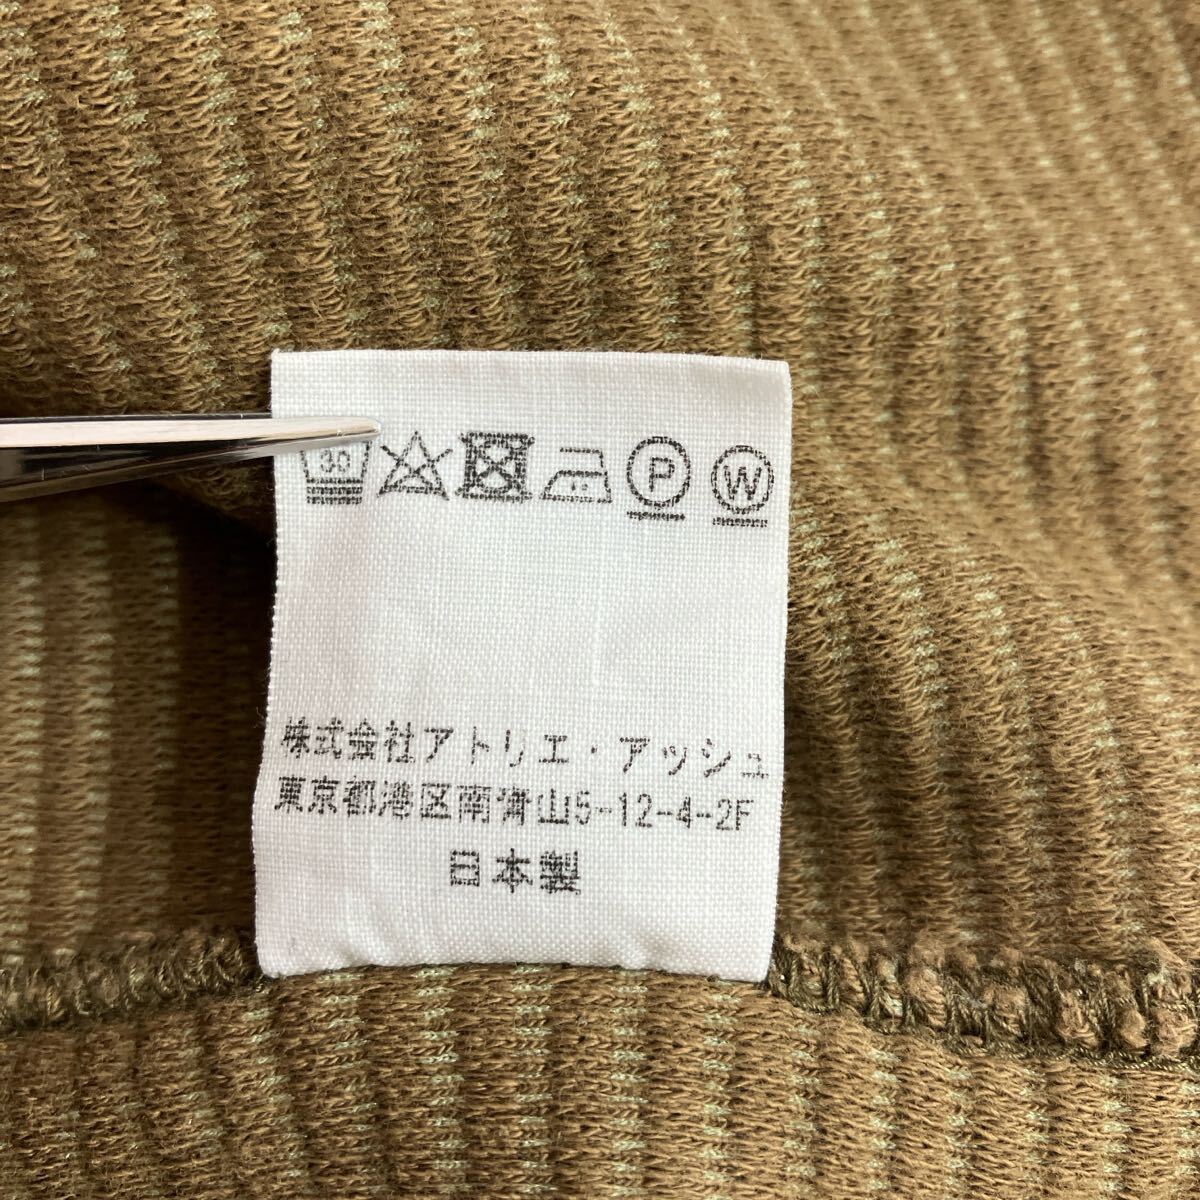 30 P W
株式会社アトリエ・アッシュ
東京都港区南青山5-12-4-2F
日本製